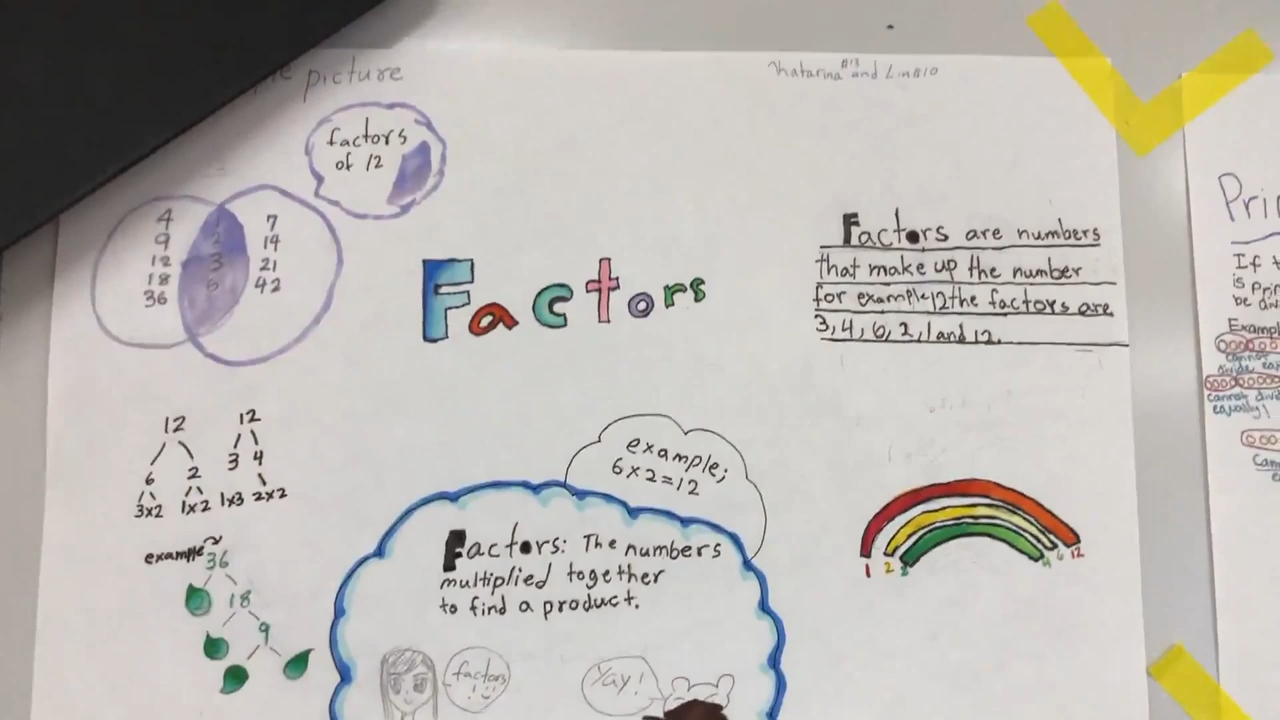 picture
Katarina #13 and Lin #10
factors
of 12
4
9
12
18
36
1
2
3
6
7
14
21
42
Factors
Factors are numbers
that make up the number
for example 12 the factors are
3, 4, 6, 2, 1 and 12.
12
6 2
3x2 1x2
12
3 4
1x3 2x2
example
36
18
9
example;
6x2=12
Factors: The numbers
multiplied together
to find a product.
factors
!
Yay!
1 2 3 4 6 12
If
is
be
cannot
divide
cannot
equally!